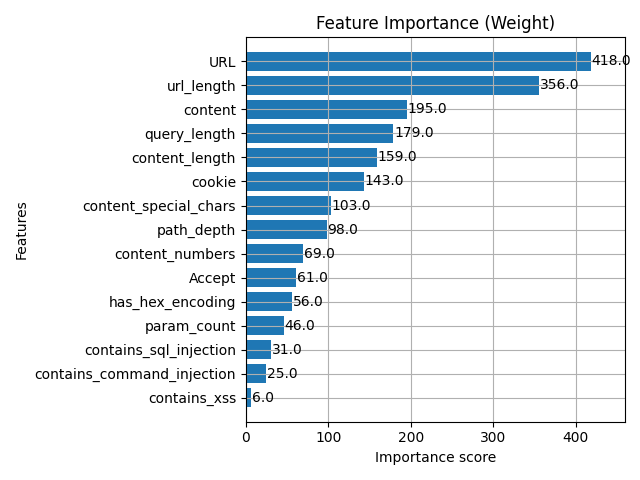 Feature Importance (Weight)
Features
URL 418.0
url_length 356.0
content 195.0
query_length 179.0
content_length 159.0
cookie 143.0
content_special_chars 103.0
path_depth 98.0
content_numbers 69.0
Accept 61.0
has_hex_encoding 56.0
param_count 46.0
contains_sql_injection 31.0
contains_command_injection 25.0
contains_xss 6.0
0 100 200 300 400
Importance score